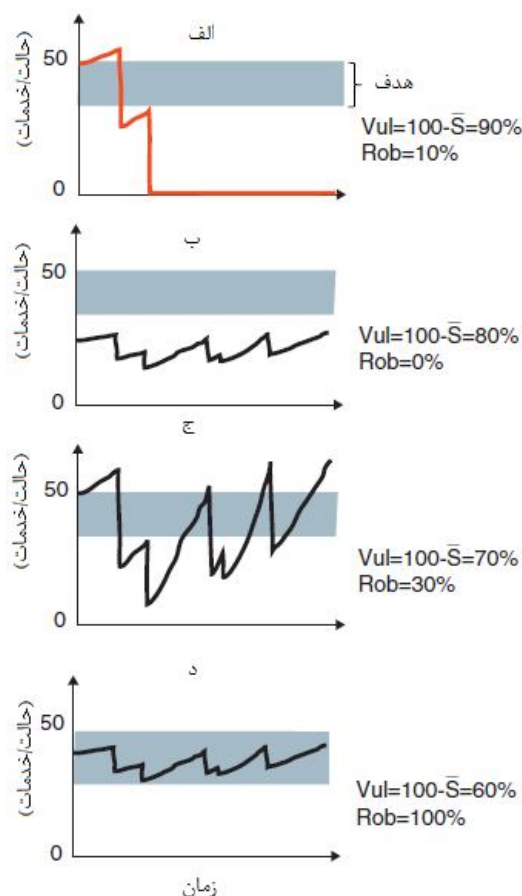 الف
50
هدف
(حالت/خدمات)
0
Vul=100-S̅=90%
Rob=10%
ب
50
(حالت/خدمات)
0
Vul=100-S̅=80%
Rob=0%
ج
50
(حالت/خدمات)
0
Vul=100-S̅=70%
Rob=30%
د
50
(حالت/خدمات)
0
Vul=100-S̅=60%
Rob=100%
زمان